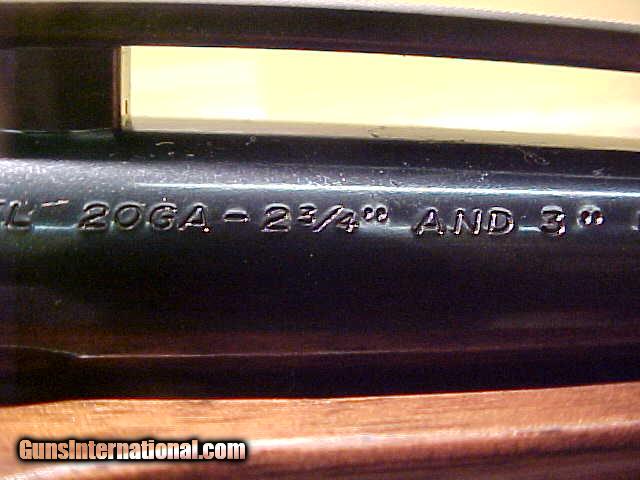 20GA - 2 3/4" AND 3"
GunsInternational.com